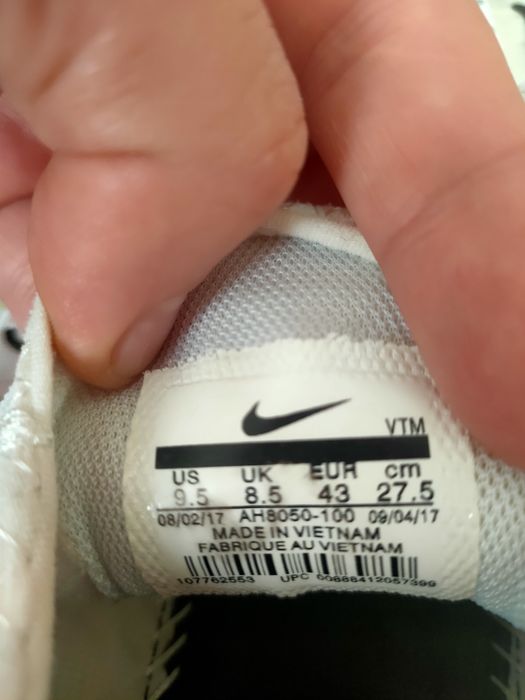 VTM
US UK EUR cm
9.5 8.5 43 27.5
08/02/17 AH8050-100 09/04/17
MADE IN VIETNAM
FABRIQUE AU VIETNAM
107762553 UPC 00888412057399